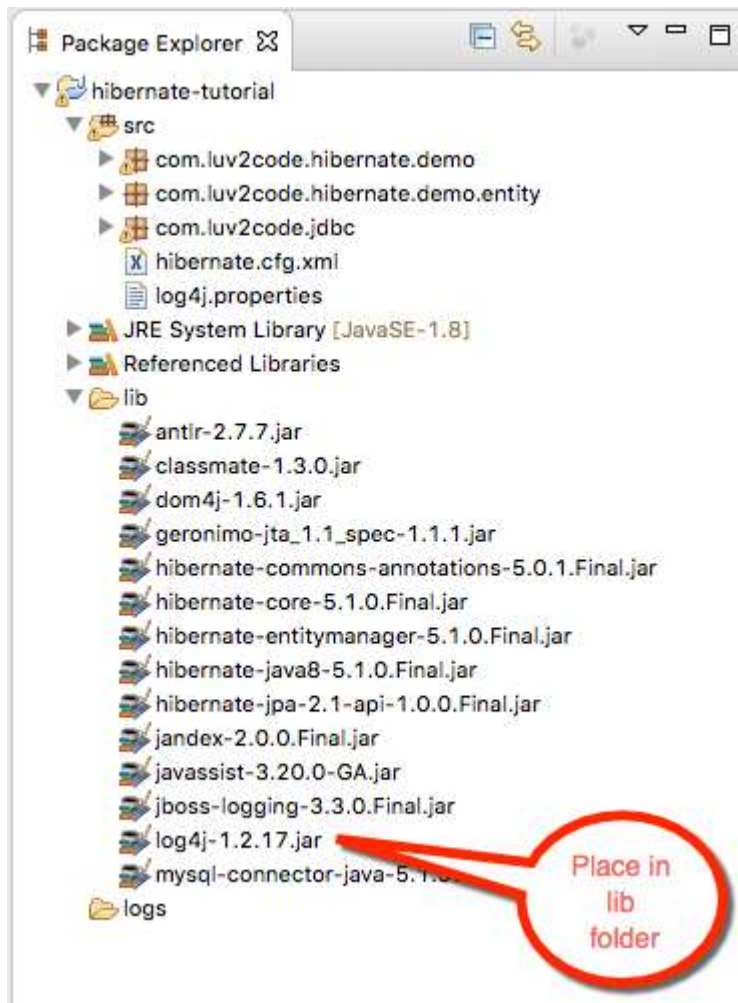 Package Explorer
hibernate-tutorial
src
com.luv2code.hibernate.demo
com.luv2code.hibernate.demo.entity
com.luv2code.jdbc
hibernate.cfg.xml
log4j.properties
JRE System Library [JavaSE-1.8]
Referenced Libraries
lib
antlr-2.7.7.jar
classmate-1.3.0.jar
dom4j-1.6.1.jar
geronimo-jta_1.1_spec-1.1.1.jar
hibernate-commons-annotations-5.0.1.Final.jar
hibernate-core-5.1.0.Final.jar
hibernate-entitymanager-5.1.0.Final.jar
hibernate-java8-5.1.0.Final.jar
hibernate-jpa-2.1-api-1.0.0.Final.jar
jandex-2.0.0.Final.jar
javassist-3.20.0-GA.jar
jboss-logging-3.3.0.Final.jar
log4j-1.2.17.jar
mysql-connector-java-5.1.
logs
Place in
lib
folder